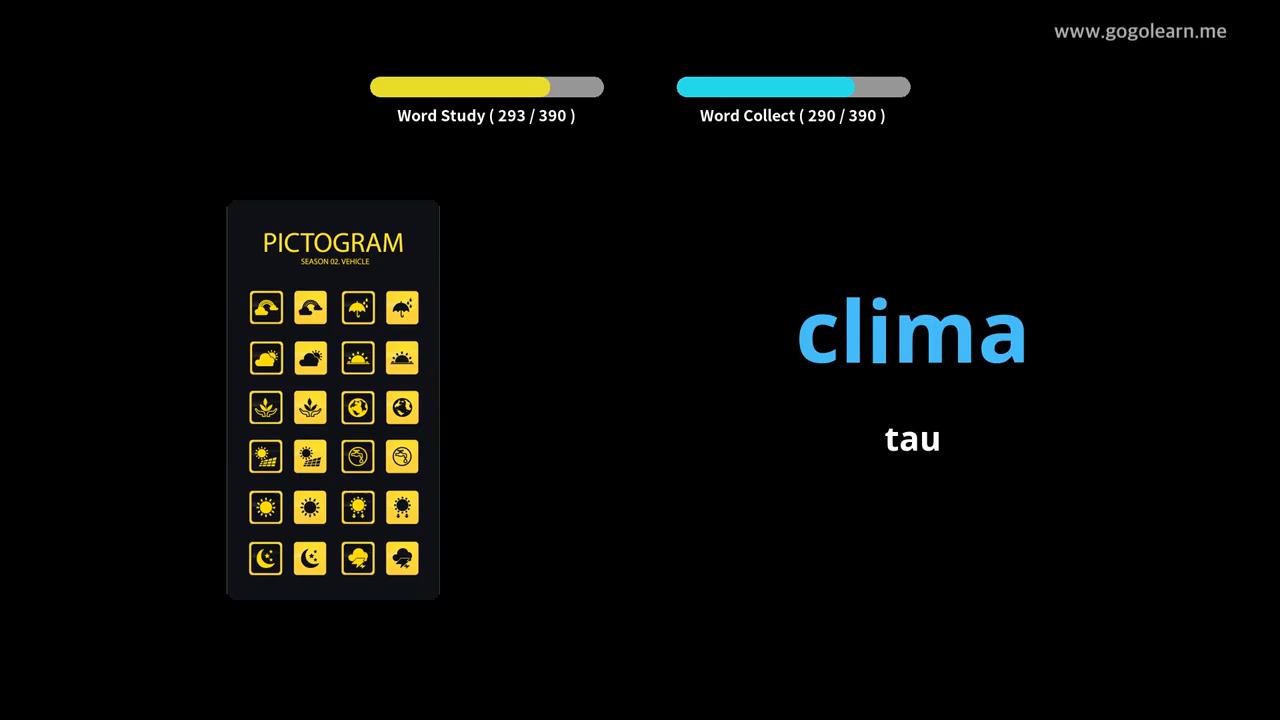 www.gogolearn.me
Word Study ( 293 / 390 )
Word Collect ( 290 / 390 )
PICTOGRAM
SEASON 02. VEHICLE
clima
tau